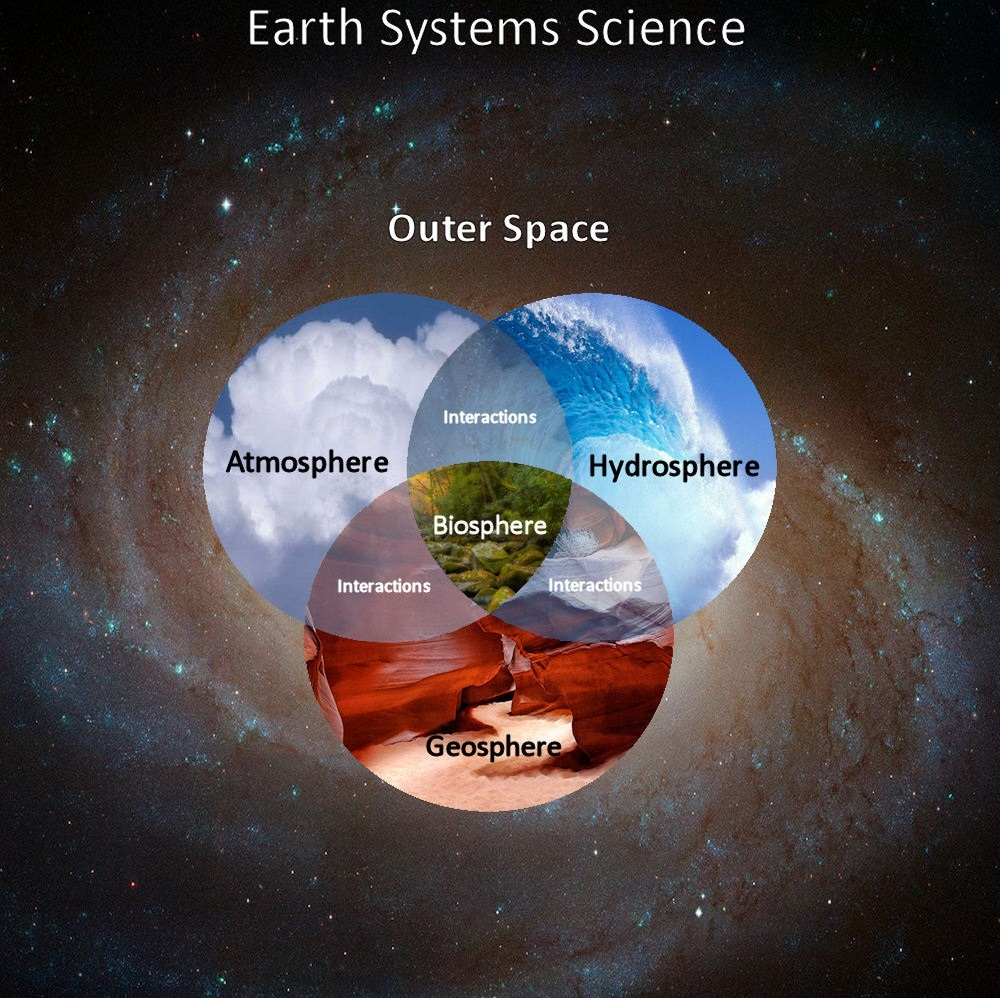 Earth Systems Science
Outer Space
Interactions
Atmosphere
Hydrosphere
Biosphere
Interactions
Interactions
Geosphere